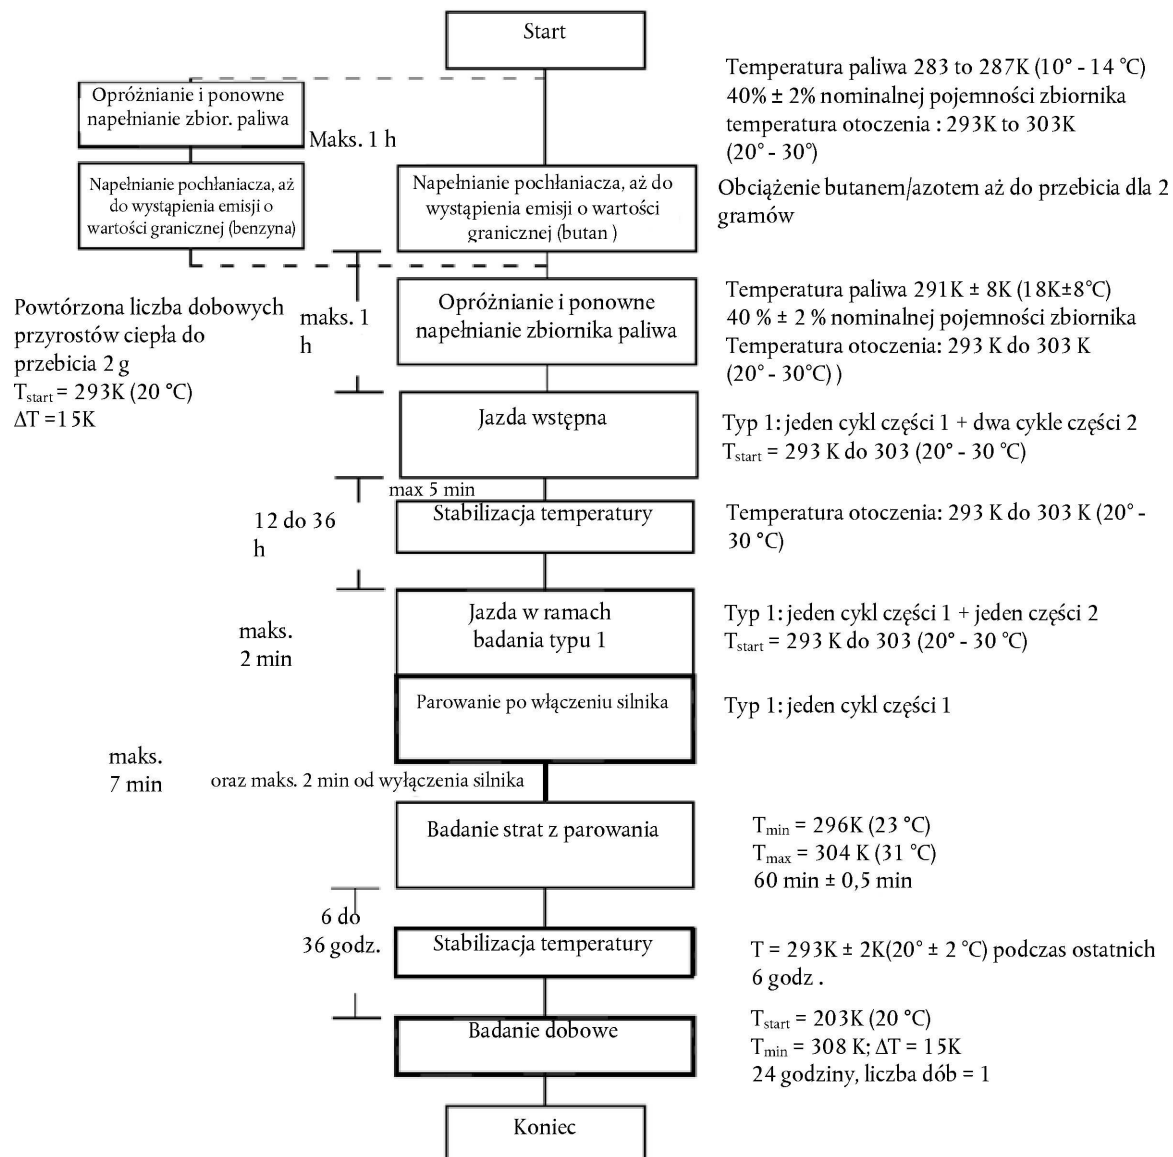 Start
Temperatura paliwa 283 to 287K (10° - 14 °C)
40% ± 2% nominalnej pojemności zbiornika
temperatura otoczenia : 293K to 303K
(20° - 30°)
Opróżnianie i ponowne
napełnianie zbior. paliwa
Maks. 1 h
Napełnianie pochłaniacza, aż
do wystąpienia emisji o
wartości granicznej (benzyna)
Napełnianie pochłaniacza, aż do
wystąpienia emisji o wartości
granicznej (butan )
Obciążenie butanem/azotem aż do przebicia dla 2
gramów
Powtórzona liczba dobowych
przyrostów ciepła do
przebicia 2 g
T_start = 293K (20 °C)
ΔT =15K
maks. 1
h
Opróżnianie i ponowne
napełnianie zbiornika paliwa
Temperatura paliwa 291K ± 8K (18K±8°C)
40 % ± 2 % nominalnej pojemności zbiornika
Temperatura otoczenia: 293 K do 303 K
(20° - 30°C) )
Jazda wstępna
Typ 1: jeden cykl części 1 + dwa cykle części 2
T_start = 293 K do 303 (20° - 30 °C)
max 5 min
12 do 36
h
Stabilizacja temperatury
Temperatura otoczenia: 293 K do 303 K (20° -
30 °C)
Jazda w ramach
badania typu 1
Typ 1: jeden cykl części 1 + jeden części 2
T_start = 293 K do 303 (20° - 30 °C)
maks.
2 min
Parowanie po włączeniu silnika
Typ 1: jeden cykl części 1
maks.
7 min
oraz maks. 2 min od wyłączenia silnika
Badanie strat z parowania
T_min = 296K (23 °C)
T_max = 304 K (31 °C)
60 min ± 0,5 min
6 do
36 godz.
Stabilizacja temperatury
T = 293K ± 2K(20° ± 2 °C) podczas ostatnich
6 godz .
Badanie dobowe
T_start = 203K (20 °C)
T_min = 308 K; ΔT = 15K
24 godziny, liczba dób = 1
Koniec